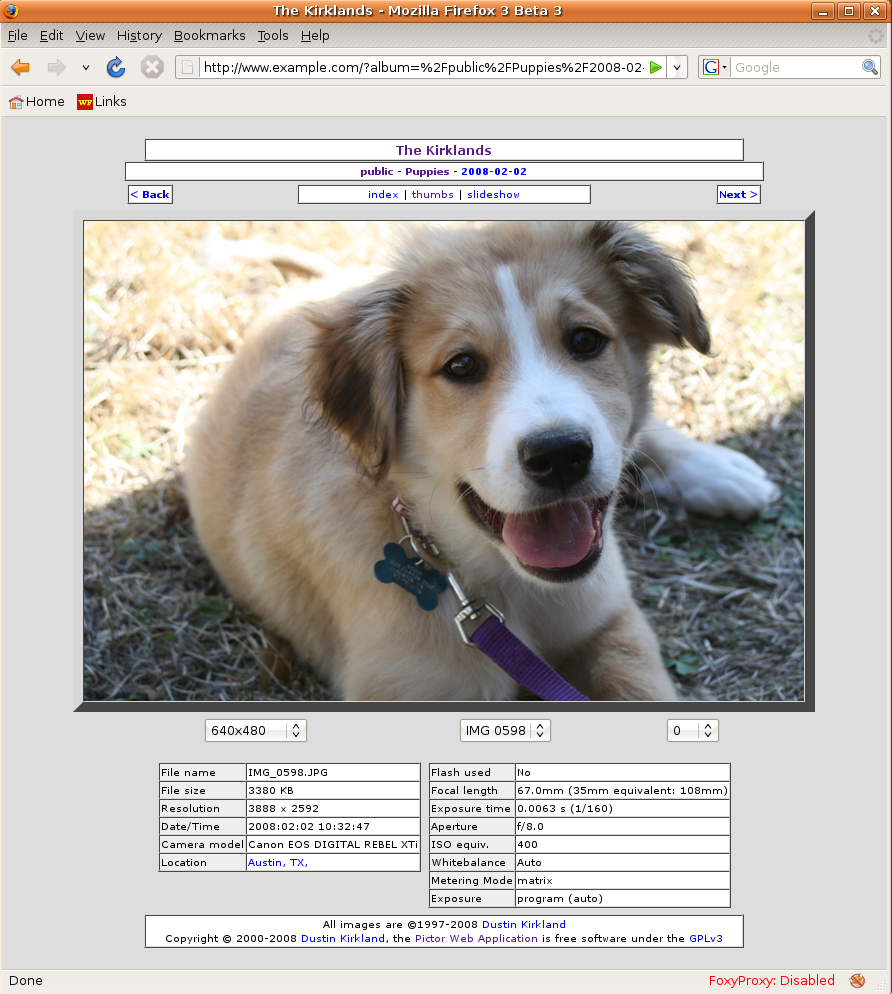 The Kirklands - Mozilla Firefox 3 Beta 3
File Edit View History Bookmarks Tools Help
http://www.example.com/?album=%2Fpublic%2FPuppies%2F2008-02- G Google
Home WF Links
The Kirklands
public - Puppies - 2008-02-02
< Back index | thumbs | slideshow Next >
640x480 IMG 0598 0
File name IMG_0598.JPG
File size 3380 KB
Resolution 3888 x 2592
Date/Time 2008:02:02 10:32:47
Camera model Canon EOS DIGITAL REBEL XTi
Location Austin, TX,
Flash used No
Focal length 67.0mm (35mm equivalent: 108mm)
Exposure time 0.0063 s (1/160)
Aperture f/8.0
ISO equiv. 400
Whitebalance Auto
Metering Mode matrix
Exposure program (auto)
All images are ©1997-2008 Dustin Kirkland
Copyright © 2000-2008 Dustin Kirkland, the Pictor Web Application is free software under the GPLv3
Done FoxyProxy: Disabled